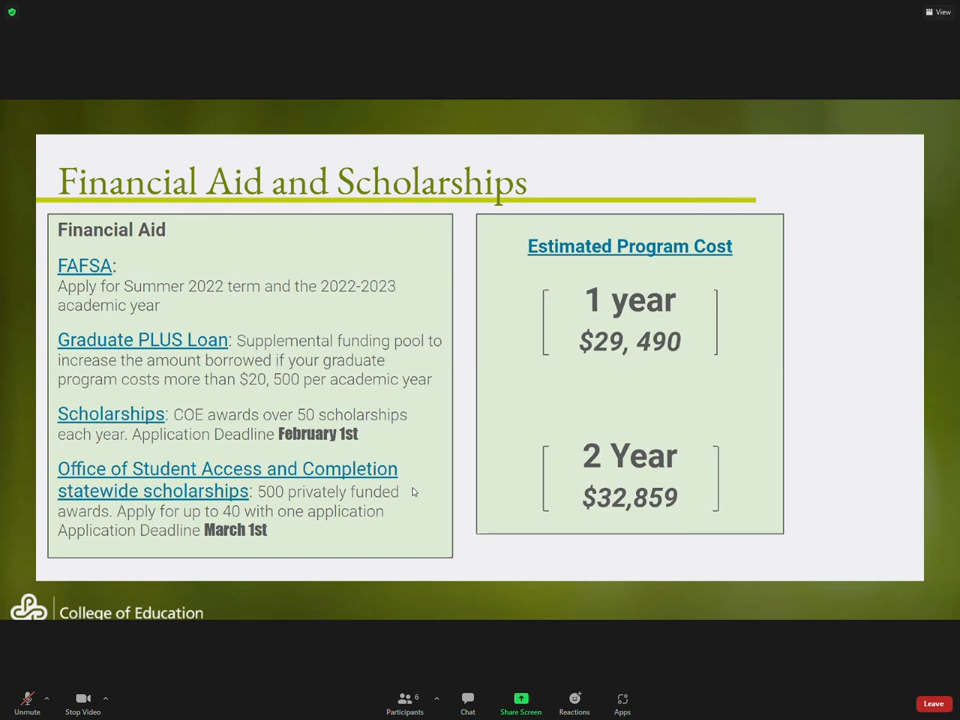 View
Financial Aid and Scholarships
Financial Aid
FAFSA:
Apply for Summer 2022 term and the 2022-2023
academic year
Graduate PLUS Loan: Supplemental funding pool to
increase the amount borrowed if your graduate
program costs more than $20, 500 per academic year
Scholarships: COE awards over 50 scholarships
each year. Application Deadline February 1st
Office of Student Access and Completion
statewide scholarships: 500 privately funded
awards. Apply for up to 40 with one application
Application Deadline March 1st
Estimated Program Cost
1 year
$29, 490
2 Year
$32,859
College of Education
Unmute
Stop Video
Participants 6
Chat
Share Screen
Reactions
Apps
Leave